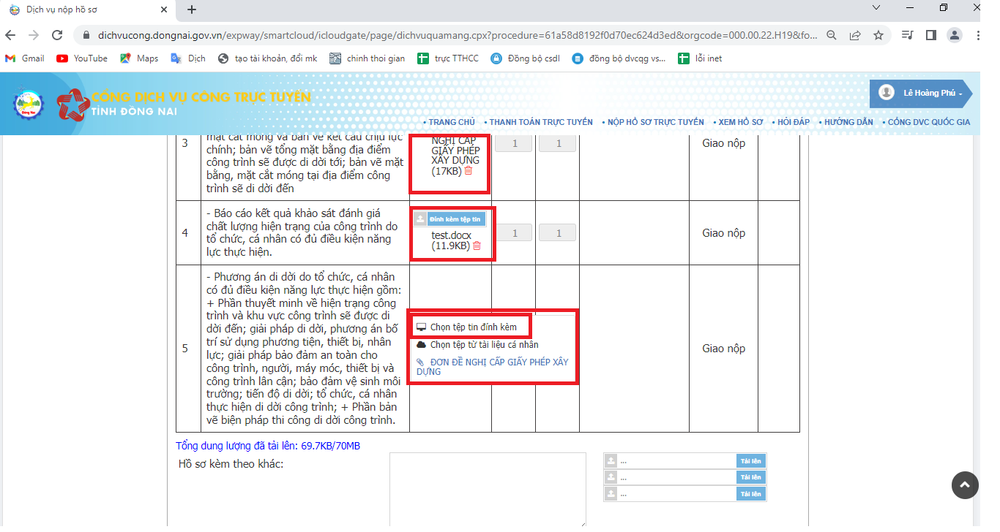 Dịch vụ nộp hồ sơ
dichvucong.dongnai.gov.vn/expway/smartcloud/icloudgate/page/dichvuquamang.cpx?procedure=61a58d8192f0d70ec624d3ed&orgcode=000.00.22.H19&fo...
Gmail YouTube Maps Dịch tạo tài khoản, đổi mk chinh thoi gian trực TTHCC Đồng bộ csdl đồng bộ dvcqg vs... lỗi inet
CỔNG DỊCH VỤ CÔNG TRỰC TUYẾN
TỈNH ĐỒNG NAI
Đồng Nai
Lê Hoàng Phú
• TRANG CHỦ • THANH TOÁN TRỰC TUYẾN • NỘP HỒ SƠ TRỰC TUYẾN • XEM HỒ SƠ • HỎI ĐÁP • HƯỚNG DẪN • CỔNG DVC QUỐC GIA
3
mặt cắt móng và bản vẽ kết cấu chịu lực
chính; bản vẽ tổng mặt bằng địa điểm
công trình sẽ được di dời tới; bản vẽ mặt
bằng, mặt cắt móng tại địa điểm công
trình sẽ di dời đến
NGHỊ CẤP
GIẤY PHÉP
XÂY DỰNG
(17KB)
1
1
Giao nộp
4
- Báo cáo kết quả khảo sát đánh giá
chất lượng hiện trạng của công trình do
tổ chức, cá nhân có đủ điều kiện năng
lực thực hiện.
Đính kèm tệp tin
test.docx
(11.9KB)
1
1
Giao nộp
5
- Phương án di dời do tổ chức, cá nhân
có đủ điều kiện năng lực thực hiện gồm:
+ Phần thuyết minh về hiện trạng công
trình và khu vực công trình sẽ được di
dời đến; giải pháp di dời, phương án bố
trí sử dụng phương tiện, thiết bị, nhân
lực; giải pháp bảo đảm an toàn cho
công trình, người, máy móc, thiết bị và
công trình lân cận; bảo đảm vệ sinh môi
trường; tiến độ di dời; tổ chức, cá nhân
thực hiện di dời công trình; + Phần bản
vẽ biện pháp thi công di dời công trình.
Chọn tệp tin đính kèm
Chọn tệp từ tài liệu cá nhân
ĐƠN ĐỀ NGHỊ CẤP GIẤY PHÉP XÂY
DỰNG
Giao nộp
Tổng dung lượng đã tải lên: 69.7KB/70MB
Hồ sơ kèm theo khác:
... Tải lên
... Tải lên
... Tải lên